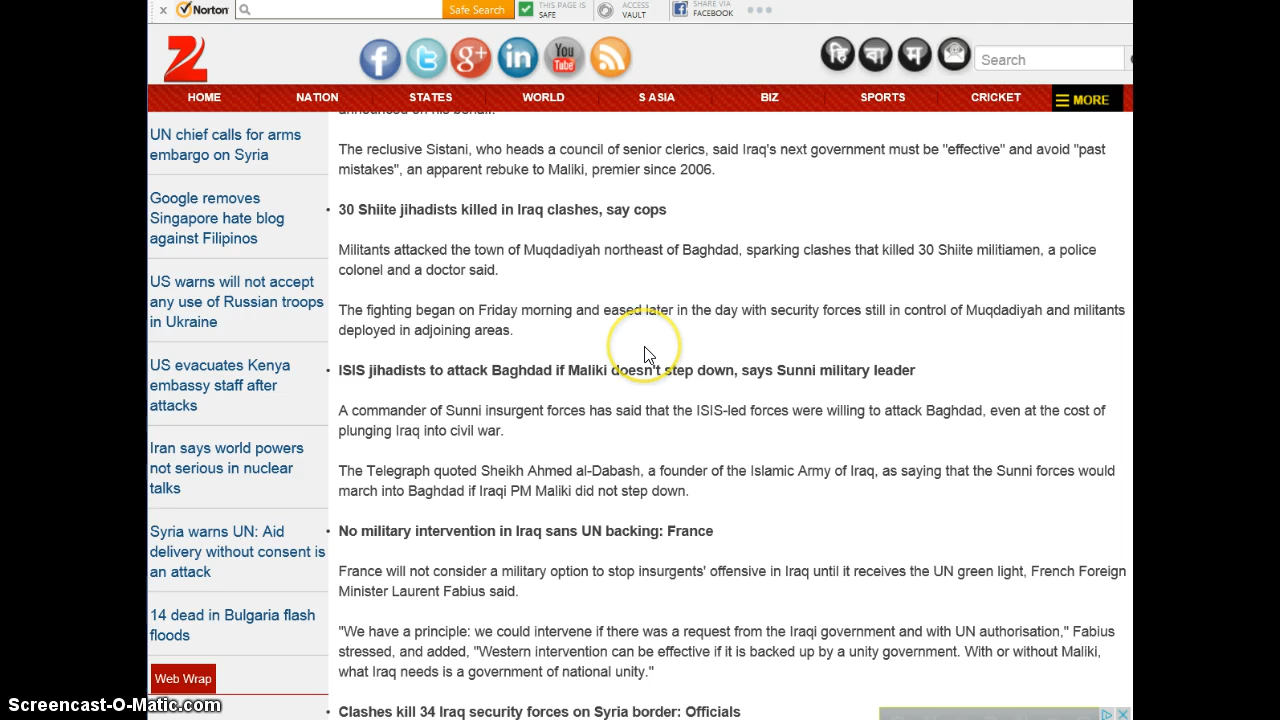 Norton
Safe Search
THIS PAGE IS
SAFE
ACCESS
VAULT
SHARE VIA
FACEBOOK
Z
f
t
g+
in
You
Tube
हि
बा
म
Search
HOME NATION STATES WORLD S ASIA BIZ SPORTS CRICKET MORE
UN chief calls for arms
embargo on Syria
Google removes
Singapore hate blog
against Filipinos
US warns will not accept
any use of Russian troops
in Ukraine
US evacuates Kenya
embassy staff after
attacks
Iran says world powers
not serious in nuclear
talks
Syria warns UN: Aid
delivery without consent is
an attack
14 dead in Bulgaria flash
floods
Web Wrap
announced on his behalf.
The reclusive Sistani, who heads a council of senior clerics, said Iraq's next government must be "effective" and avoid "past
mistakes", an apparent rebuke to Maliki, premier since 2006.
• 30 Shiite jihadists killed in Iraq clashes, say cops
Militants attacked the town of Muqdadiyah northeast of Baghdad, sparking clashes that killed 30 Shiite militiamen, a police
colonel and a doctor said.
The fighting began on Friday morning and eased later in the day with security forces still in control of Muqdadiyah and militants
deployed in adjoining areas.
• ISIS jihadists to attack Baghdad if Maliki doesn't step down, says Sunni military leader
A commander of Sunni insurgent forces has said that the ISIS-led forces were willing to attack Baghdad, even at the cost of
plunging Iraq into civil war.
The Telegraph quoted Sheikh Ahmed al-Dabash, a founder of the Islamic Army of Iraq, as saying that the Sunni forces would
march into Baghdad if Iraqi PM Maliki did not step down.
• No military intervention in Iraq sans UN backing: France
France will not consider a military option to stop insurgents' offensive in Iraq until it receives the UN green light, French Foreign
Minister Laurent Fabius said.
"We have a principle: we could intervene if there was a request from the Iraqi government and with UN authorisation," Fabius
stressed, and added, "Western intervention can be effective if it is backed up by a unity government. With or without Maliki,
what Iraq needs is a government of national unity."
• Clashes kill 34 Iraq security forces on Syria border: Officials
Screencast-O-Matic.com